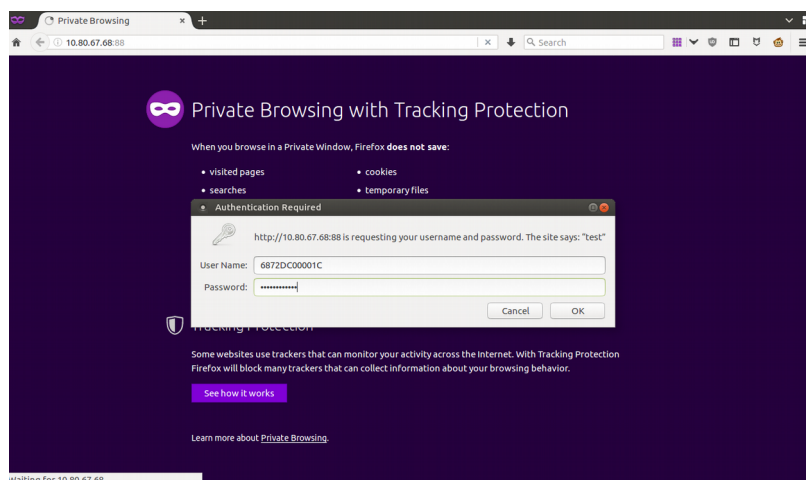 Private Browsing
10.80.67.68:88
Search
Private Browsing with Tracking Protection
When you browse in a Private Window, Firefox does not save:
• visited pages • cookies
• searches • temporary files
Authentication Required
http://10.80.67.68:88 is requesting your username and password. The site says: "test"
User Name: 6872DC00001C
Password: ••••••••••••
Cancel OK
Tracking Protection
Some websites use trackers that can monitor your activity across the Internet. With Tracking Protection
Firefox will block many trackers that can collect information about your browsing behavior.
See how it works
Learn more about Private Browsing.
Waiting for 10.80.67.68